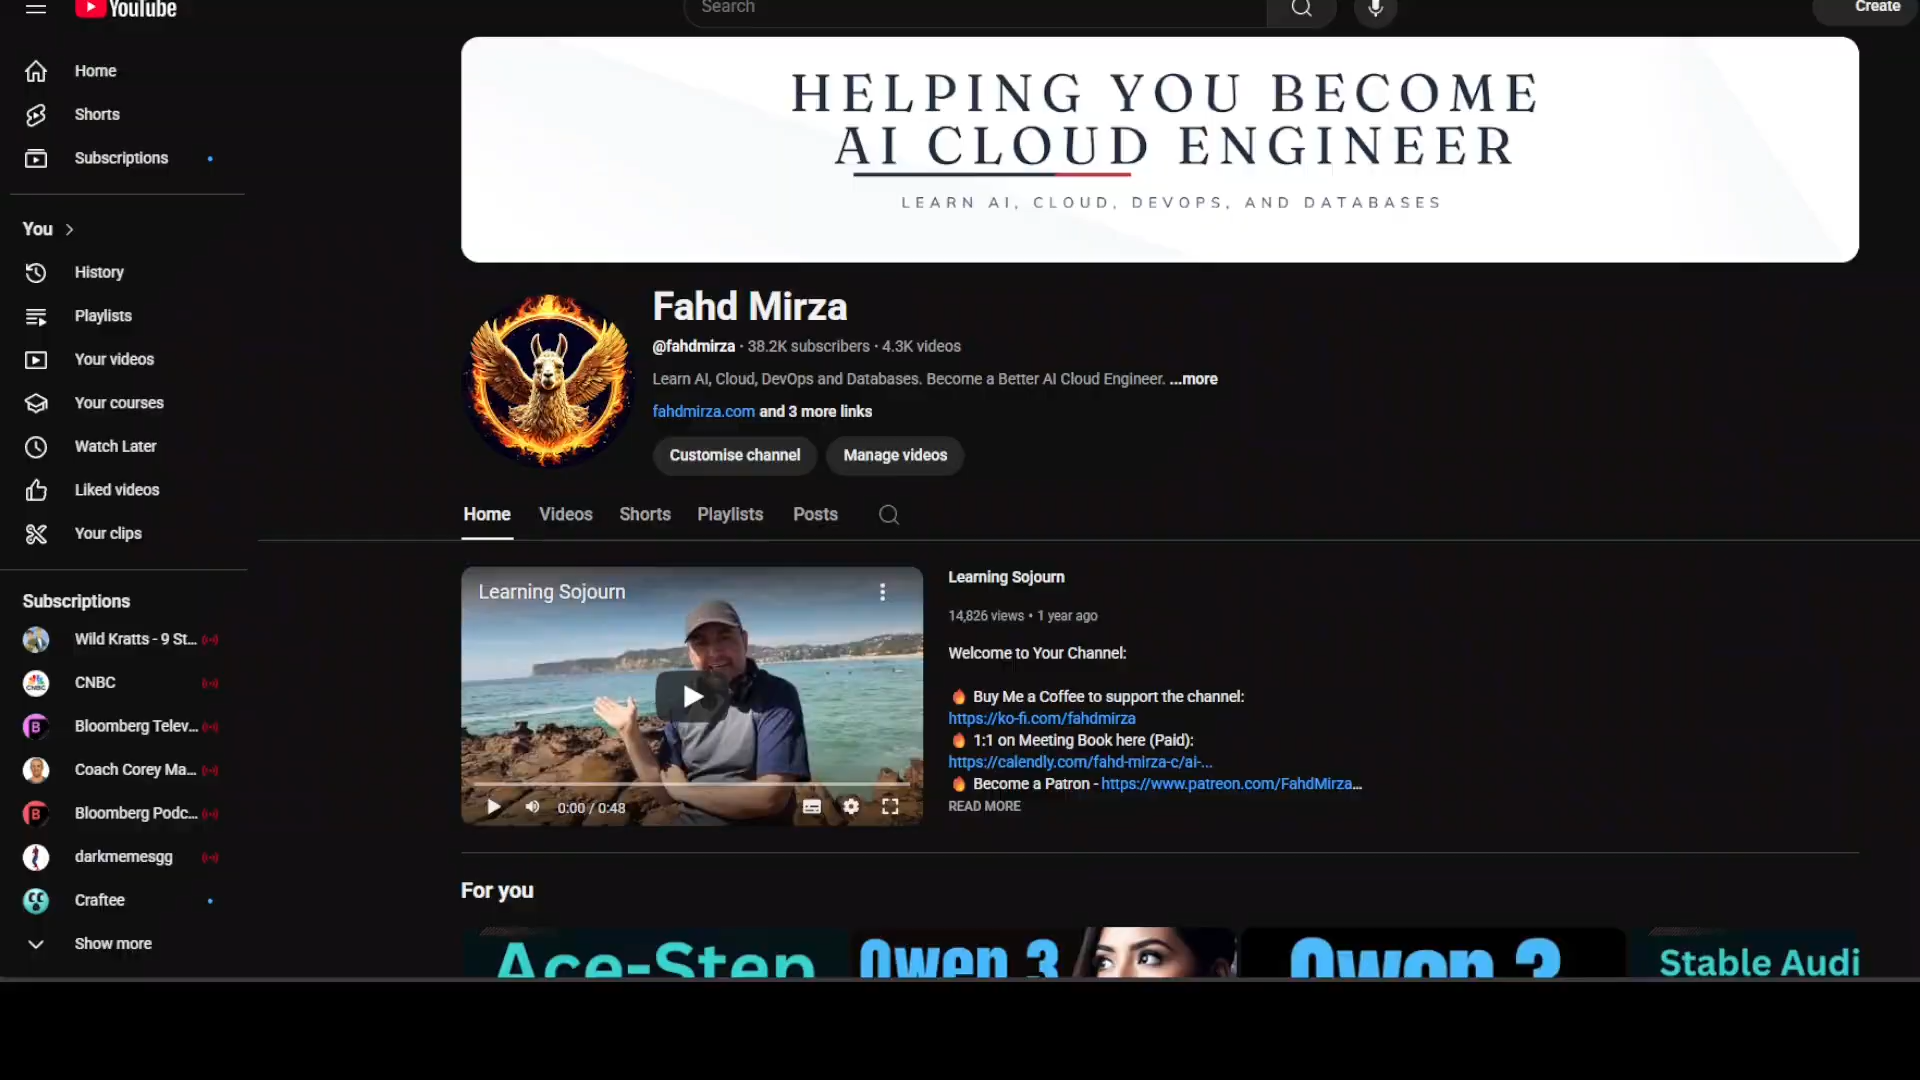 YouTube
Search
Create
Home
Shorts
Subscriptions
You
History
Playlists
Your videos
Your courses
Watch Later
Liked videos
Your clips
Subscriptions
Wild Kratts - 9 St...
CNBC
Bloomberg Telev...
Coach Corey Ma...
Bloomberg Podc...
darkmemesgg
Craftee
Show more
HELPING YOU BECOME
AI CLOUD ENGINEER
LEARN AI, CLOUD, DEVOPS, AND DATABASES
Fahd Mirza
@fahdmirza · 38.2K subscribers · 4.3K videos
Learn AI, Cloud, DevOps and Databases. Become a Better AI Cloud Engineer. ...more
fahdmirza.com and 3 more links
Customise channel Manage videos
Home Videos Shorts Playlists Posts
Learning Sojourn
0:00 / 0:48
Learning Sojourn
14,826 views • 1 year ago
Welcome to Your Channel:
🔥 Buy Me a Coffee to support the channel:
https://ko-fi.com/fahdmirza
🔥 1:1 on Meeting Book here (Paid):
https://calendly.com/fahd-mirza-c/ai-...
🔥 Become a Patron - https://www.patreon.com/FahdMirza...
READ MORE
For you
Ace-Step
Qwen 3
Qwen 3
Stable Audi